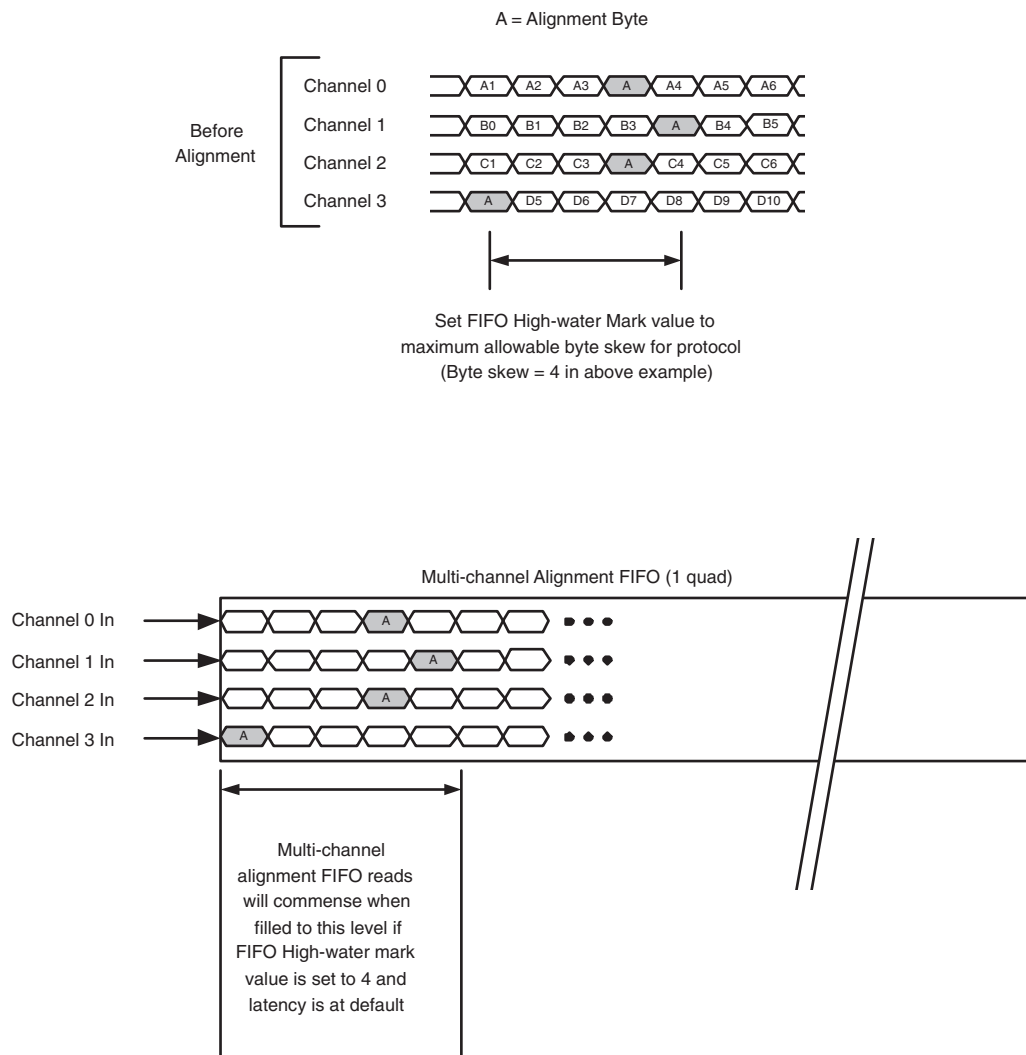 A = Alignment Byte
Before
Alignment
Channel 0 A1 A2 A3 A A4 A5 A6
Channel 1 B0 B1 B2 B3 A B4 B5
Channel 2 C1 C2 C3 A C4 C5 C6
Channel 3 A D5 D6 D7 D8 D9 D10
Set FIFO High-water Mark value to
maximum allowable byte skew for protocol
(Byte skew = 4 in above example)
Multi-channel Alignment FIFO (1 quad)
Channel 0 In A
Channel 1 In A
Channel 2 In A
Channel 3 In A
Multi-channel
alignment FIFO reads
will commense when
filled to this level if
FIFO High-water mark
value is set to 4 and
latency is at default